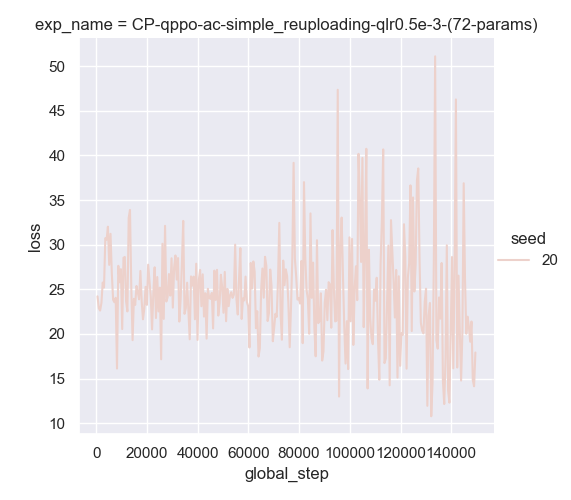 exp_name = CP-qppo-ac-simple_reuploading-qlr0.5e-3-(72-params)
50
45
40
35
30
25
20
15
10
loss
0 20000 40000 60000 80000 100000 120000 140000
global_step
seed
20